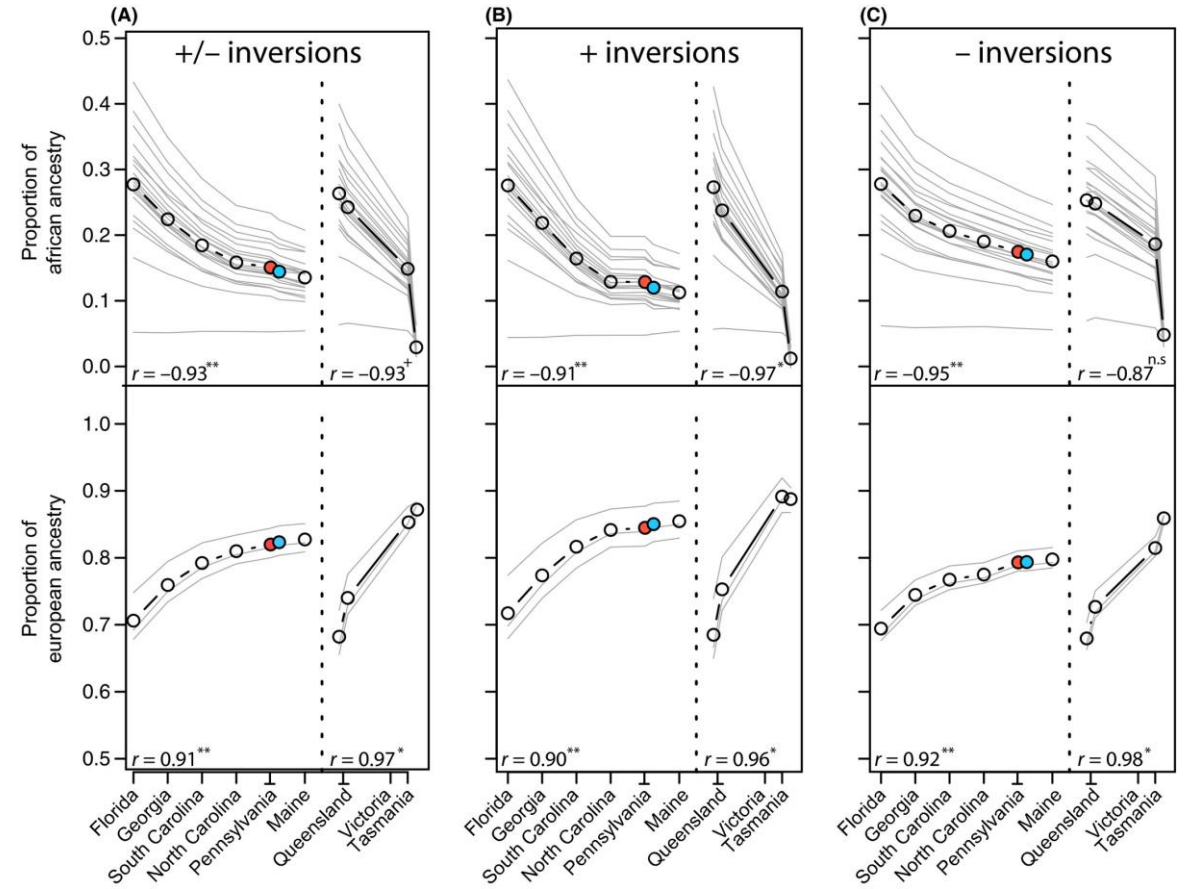 (A)
(B)
(C)
+/– inversions
+ inversions
– inversions
Proportion of
african ancestry
0.5
0.4
0.3
0.2
0.1
0.0
r = –0.93**
r = –0.93+
r = –0.91**
r = –0.97*
r = –0.95**
r = –0.87 n.s
Proportion of
european ancestry
1.0
0.9
0.8
0.7
0.6
0.5
r = 0.91**
r = 0.97*
r = 0.90**
r = 0.96*
r = 0.92**
r = 0.98*
Florida
Georgia
South Carolina
North Carolina
Pennsylvania
Maine
Queensland
Victoria
Tasmania
Florida
Georgia
South Carolina
North Carolina
Pennsylvania
Maine
Queensland
Victoria
Tasmania
Florida
Georgia
South Carolina
North Carolina
Pennsylvania
Maine
Queensland
Victoria
Tasmania